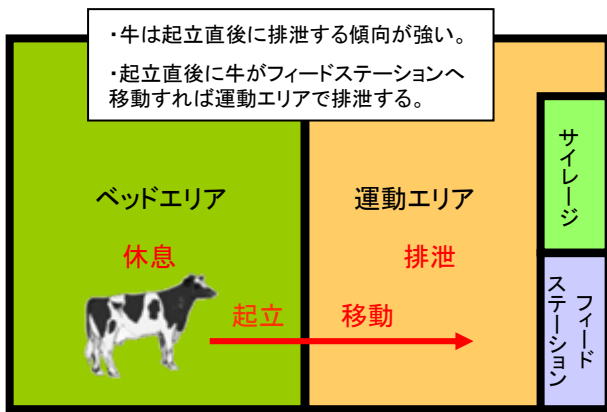 ・牛は起立直後に排泄する傾向が強い。
・起立直後に牛がフィードステーションへ
移動すれば運動エリアで排泄する。
ベッドエリア
運動エリア
サイレージ
休息
排泄
起立
移動
フィード
ステーション